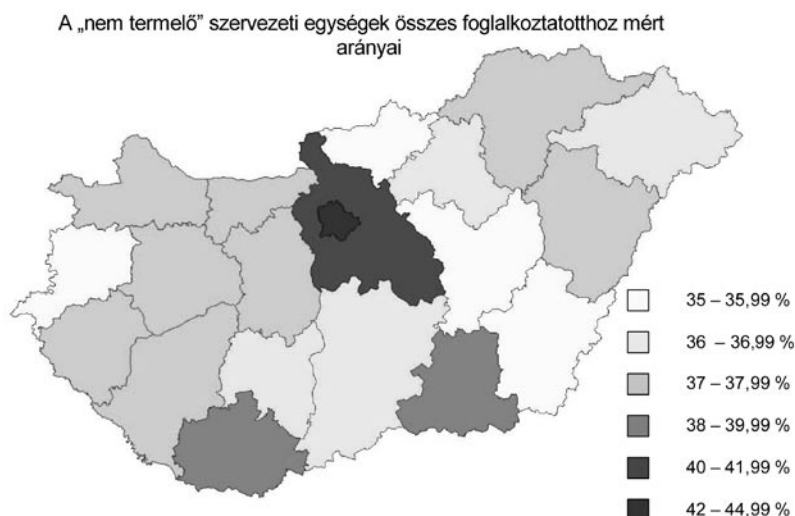 A „nem termelő” szervezeti egységek összes foglalkoztatotthoz mért
arányai
35 – 35,99 %
36 – 36,99 %
37 – 37,99 %
38 – 39,99 %
40 – 41,99 %
42 – 44,99 %